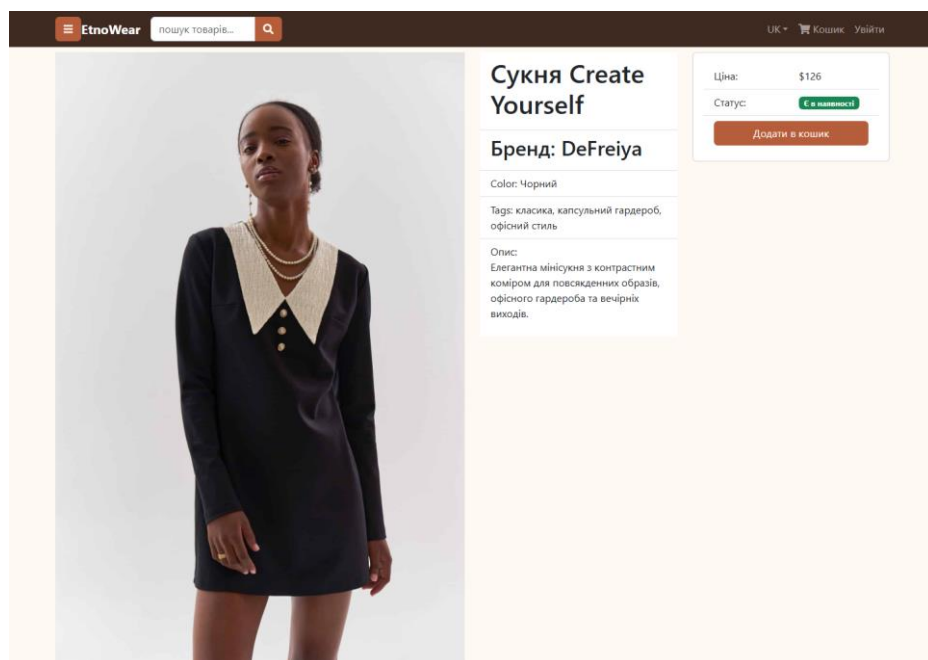 EtnoWear пошук товарів... UK Кошик Увійти
Сукня Create
Yourself
Бренд: DeFreiya
Color: Чорний
Tags: класика, капсульний гардероб,
офісний стиль
Опис:
Елегантна мінісукня з контрастним
коміром для повсякденних образів,
офісного гардероба та вечірніх
виходів.
Ціна: $126
Статус: Є в наявності
Додати в кошик